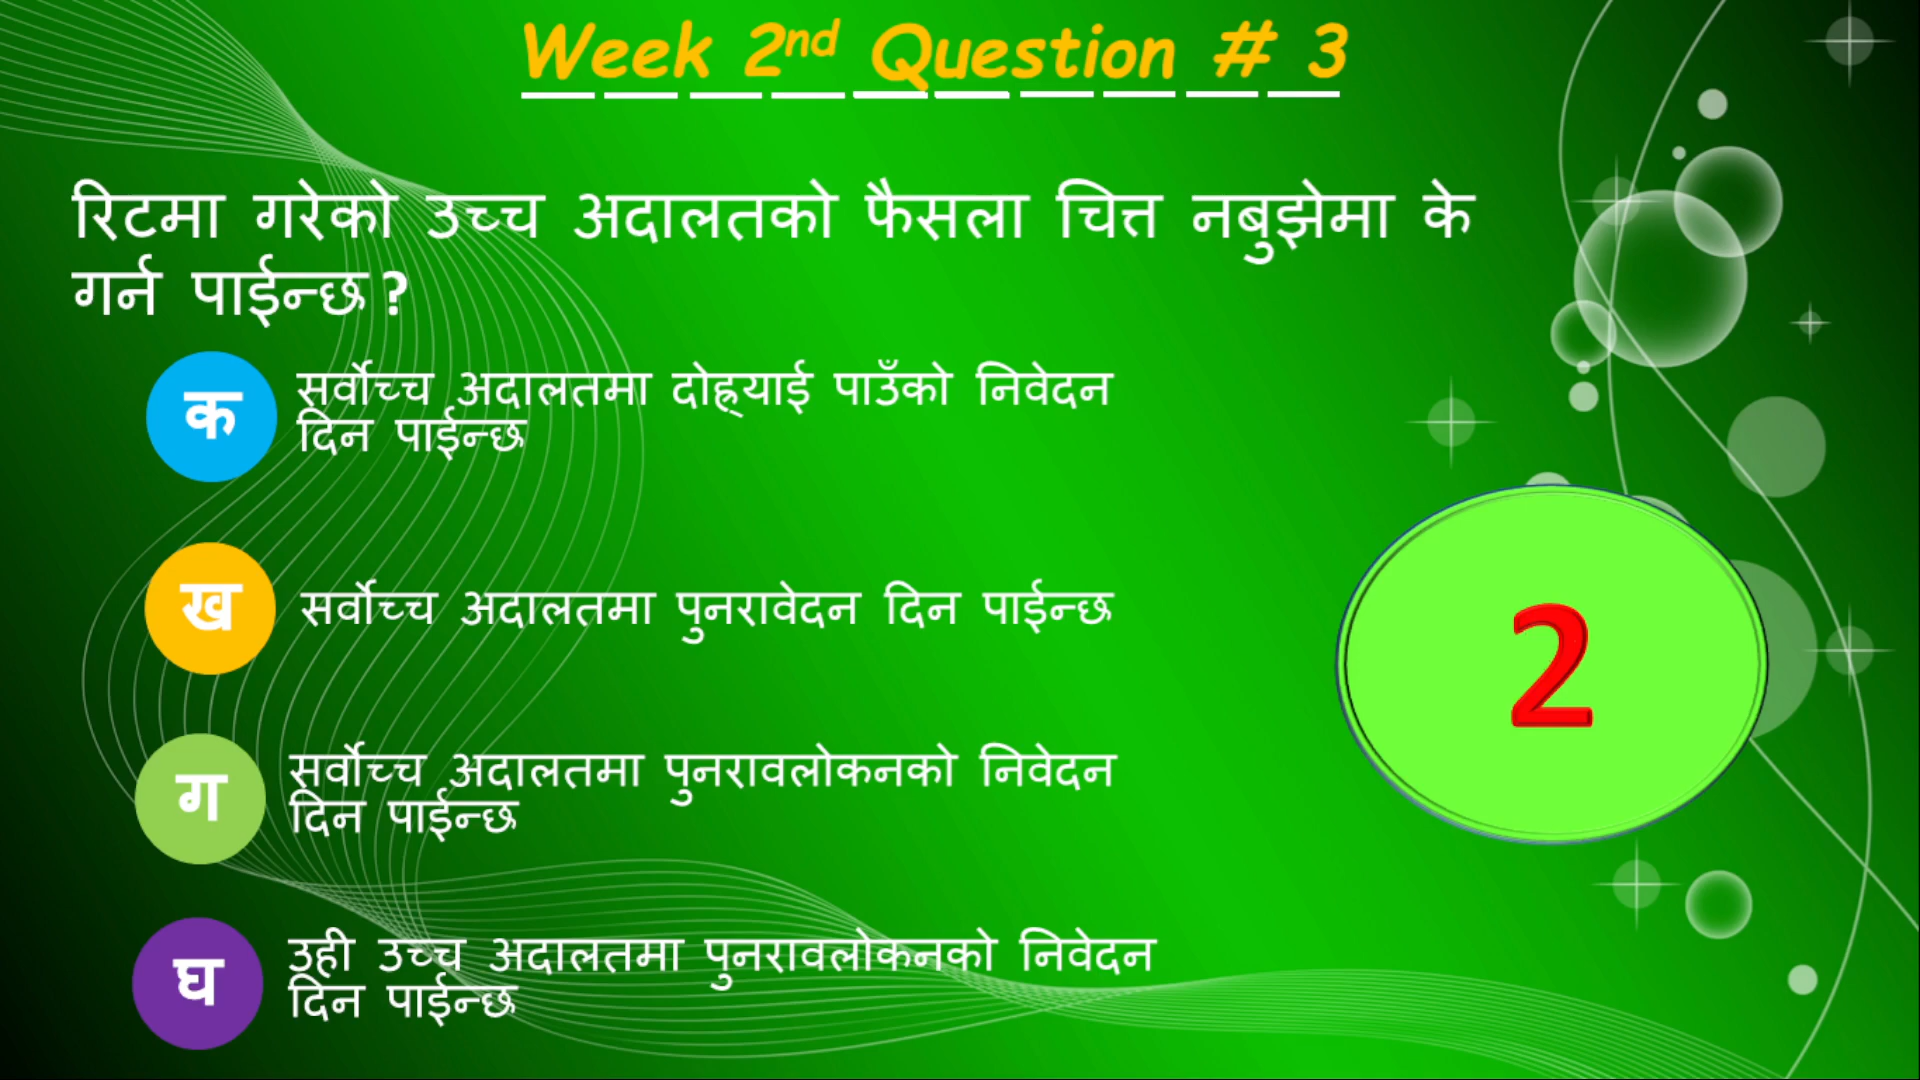 Week 2nd Question # 3
रिटमा गरेको उच्च अदालतको फैसला चित्त नबुझेमा के
गर्न पाईन्छ ?
क
सर्वोच्च अदालतमा दोह्र्याई पाउँको निवेदन
दिन पाईन्छ
ख
सर्वोच्च अदालतमा पुनरावेदन दिन पाईन्छ
2
ग
सर्वोच्च अदालतमा पुनरावलोकनको निवेदन
दिन पाईन्छ
घ
उही उच्च अदालतमा पुनरावलोकनको निवेदन
दिन पाईन्छ